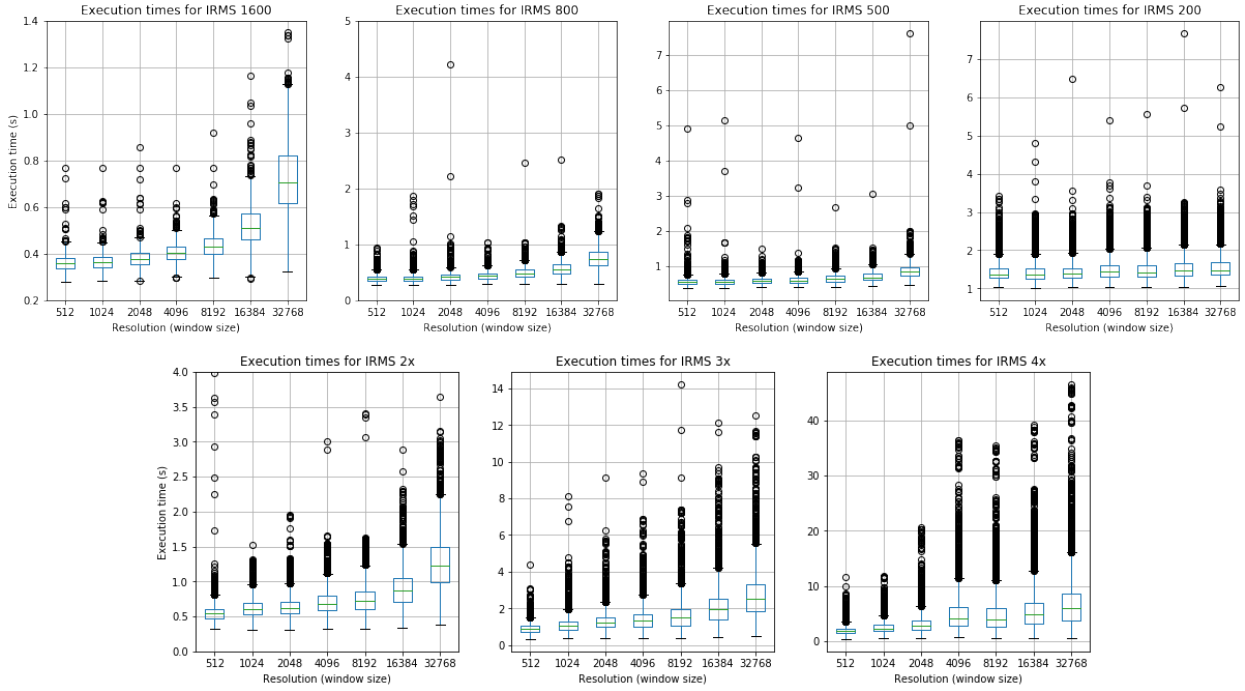 Execution times for IRMS 1600
Execution times for IRMS 800
Execution times for IRMS 500
Execution times for IRMS 200
Execution time (s)
1.4
1.2
1.0
0.8
0.6
0.4
0.2
512 1024 2048 4096 8192 16384 32768
Resolution (window size)
5
4
3
2
1
0
512 1024 2048 4096 8192 16384 32768
Resolution (window size)
7
6
5
4
3
2
1
512 1024 2048 4096 8192 16384 32768
Resolution (window size)
8
7
6
5
4
3
2
1
512 1024 2048 4096 8192 16384 32768
Resolution (window size)
Execution times for IRMS 2x
Execution times for IRMS 3x
Execution times for IRMS 4x
Execution time (s)
4.0
3.5
3.0
2.5
2.0
1.5
1.0
0.5
0.0
512 1024 2048 4096 8192 16384 32768
Resolution (window size)
14
12
10
8
6
4
2
0
512 1024 2048 4096 8192 16384 32768
Resolution (window size)
40
30
20
10
0
512 1024 2048 4096 8192 16384 32768
Resolution (window size)